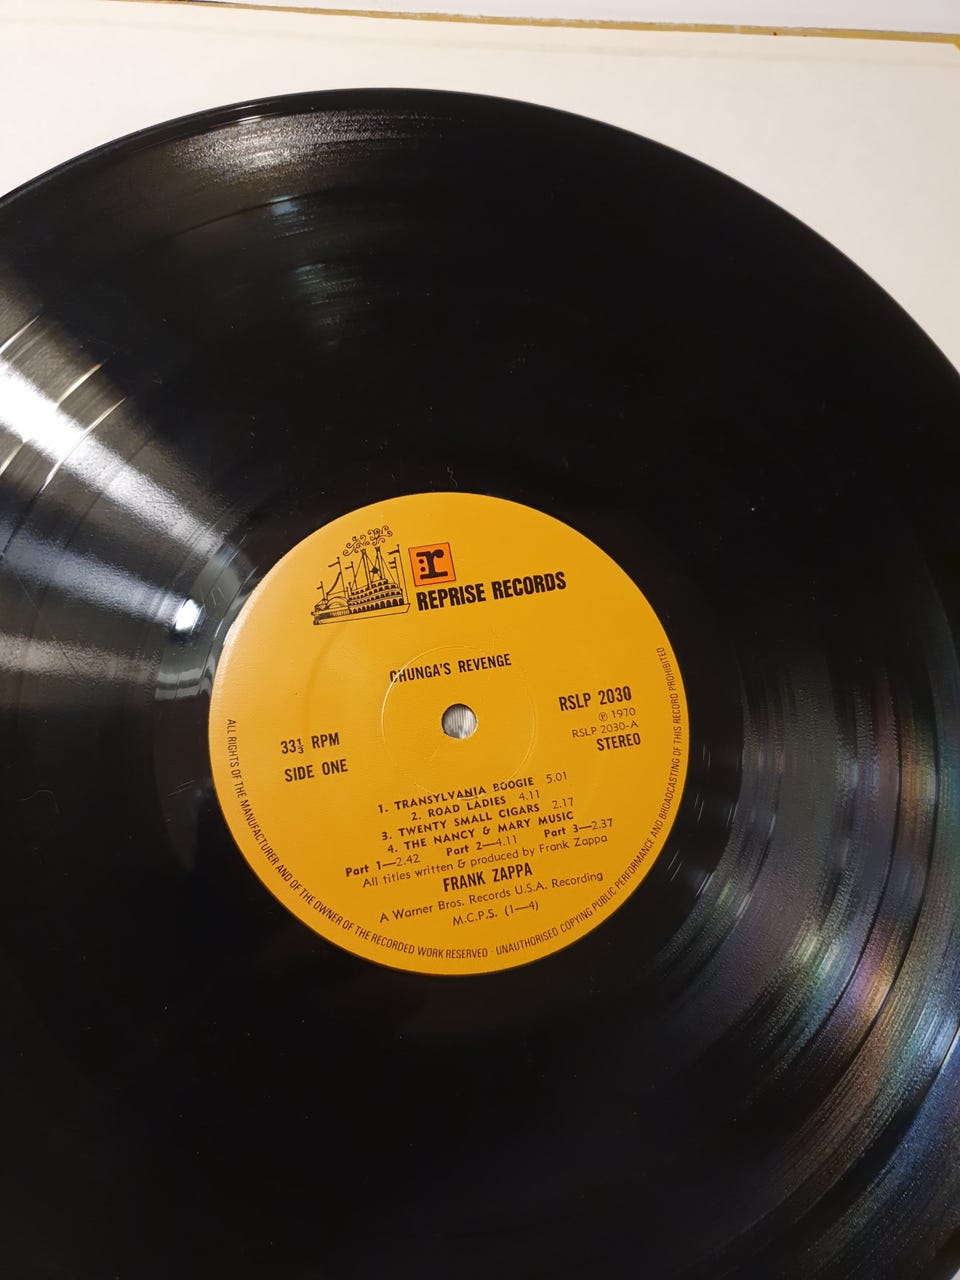 r:
REPRISE RECORDS
CHUNGA'S REVENGE
RSLP 2030
℗ 1970
RSLP 2030-A
STEREO
33⅓ RPM
SIDE ONE
1. TRANSYLVANIA BOOGIE 5.01
2. ROAD LADIES 4.11
3. TWENTY SMALL CIGARS 2.17
4. THE NANCY & MARY MUSIC
Part 1—2.42 Part 2—4.11 Part 3—2.37
All titles written & produced by Frank Zappa
FRANK ZAPPA
A Warner Bros. Records U.S.A. Recording
M.C.P.S. (1—4)
ALL RIGHTS OF THE MANUFACTURER AND OF THE OWNER OF THE RECORDED WORK RESERVED · UNAUTHORISED COPYING PUBLIC PERFORMANCE AND BROADCASTING OF THIS RECORD PROHIBITED